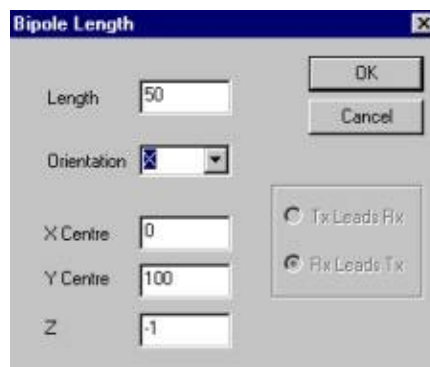 Bipole Length
Length 50
OK
Cancel
Orientation X
X Centre 0
Y Centre 100
Z -1
Tx Leads Rx
Rx Leads Tx